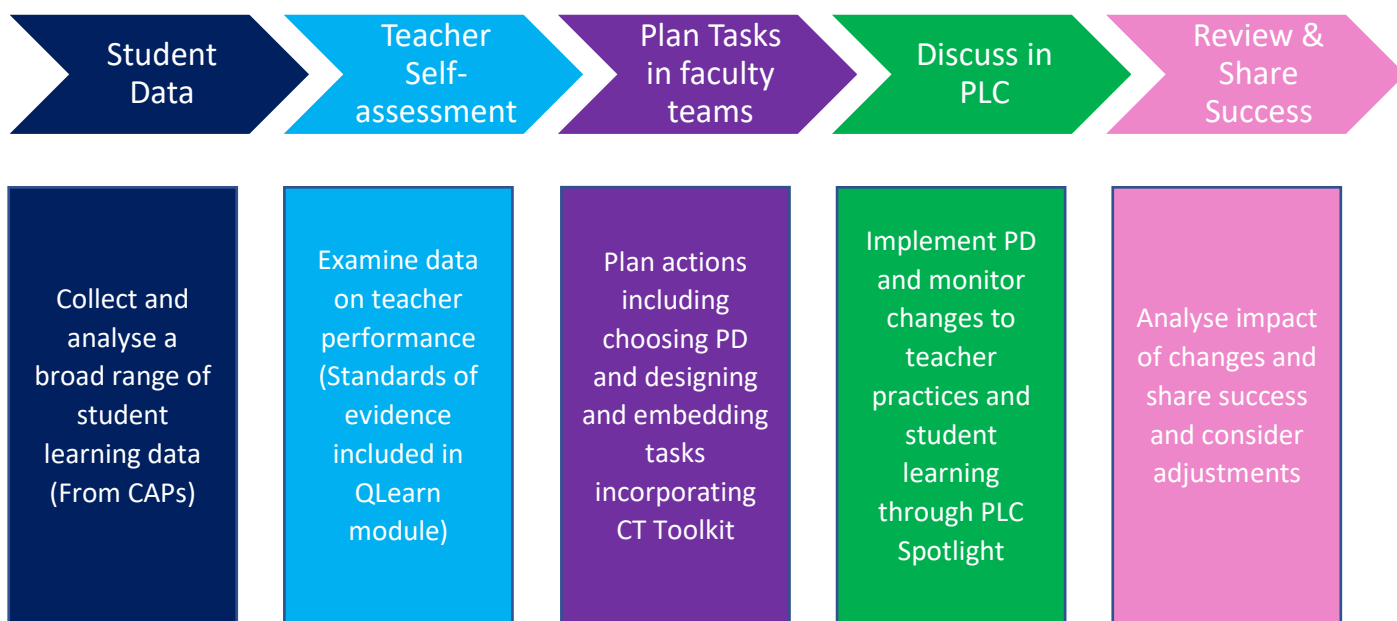 Student
Data
Teacher
Self-
assessment
Plan Tasks
in faculty
teams
Discuss in
PLC
Review &
Share
Success
Collect and
analyse a
broad range of
student
learning data
(From CAPs)
Examine data
on teacher
performance
(Standards of
evidence
included in
QLearn
module)
Plan actions
including
choosing PD
and designing
and embedding
tasks
incorporating
CT Toolkit
Implement PD
and monitor
changes to
teacher
practices and
student
learning
through PLC
Spotlight
Analyse impact
of changes and
share success
and consider
adjustments